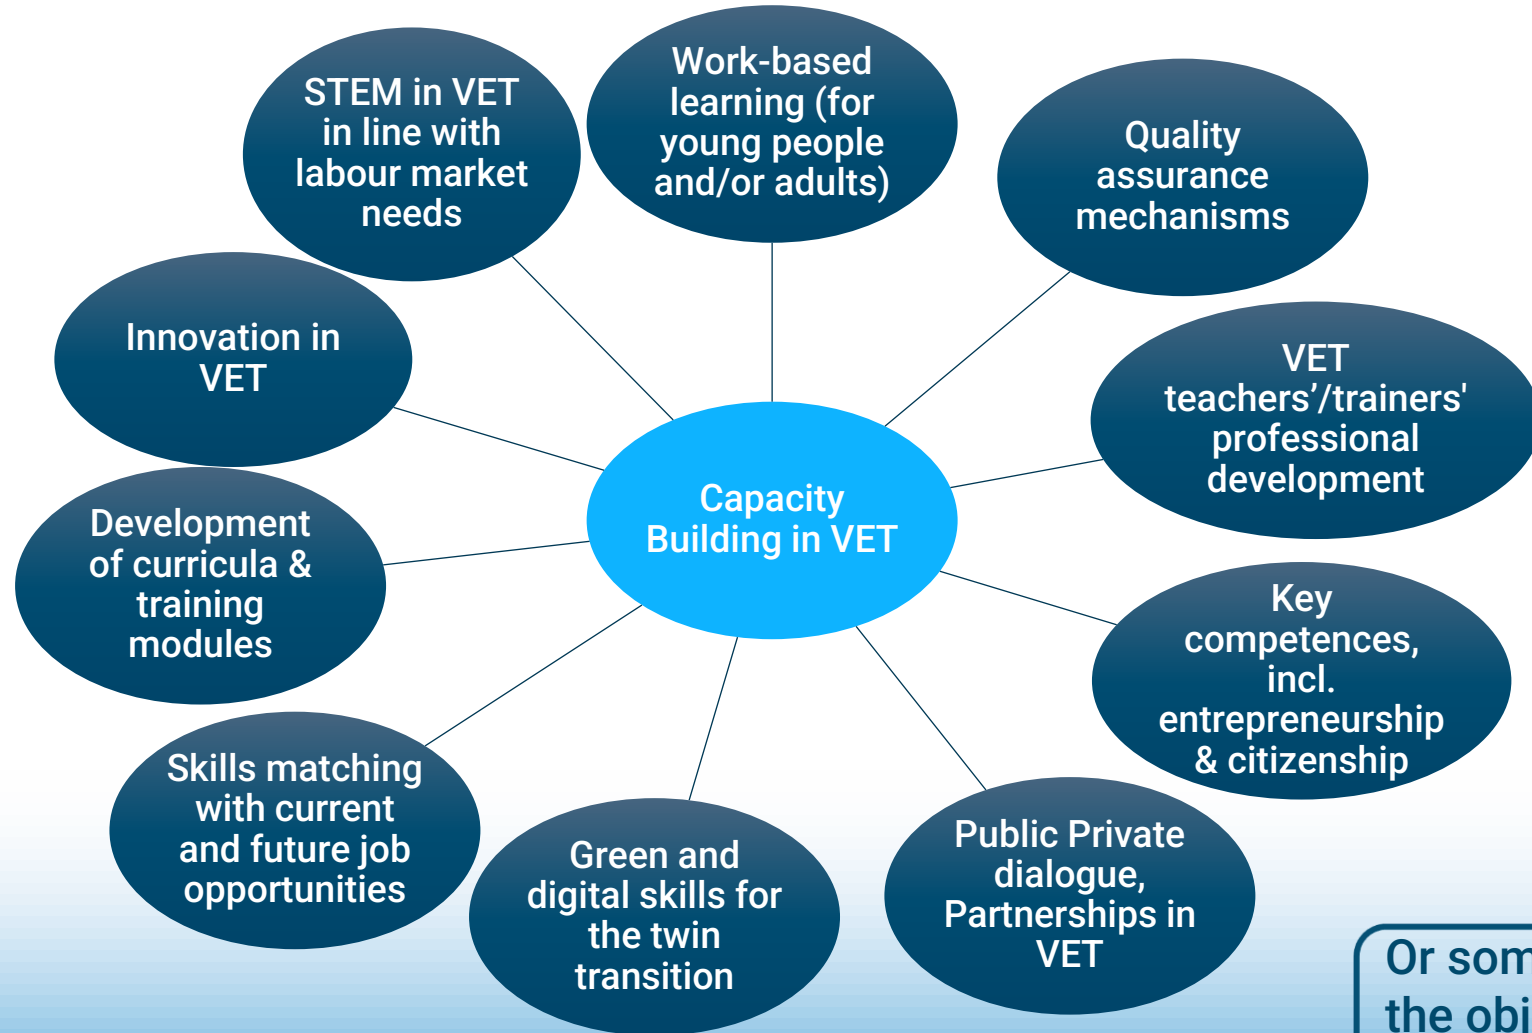 Work-based
learning (for
young people
and/or adults)
Quality
assurance
mechanisms
VET
teachers’/trainers'
professional
development
Key
competences,
incl.
entrepreneurship
& citizenship
Public Private
dialogue,
Partnerships in
VET
Green and
digital skills for
the twin
transition
Skills matching
with current
and future job
opportunities
Development
of curricula &
training
modules
Innovation in
VET
STEM in VET
in line with
labour market
needs
Capacity
Building in VET
Or
the